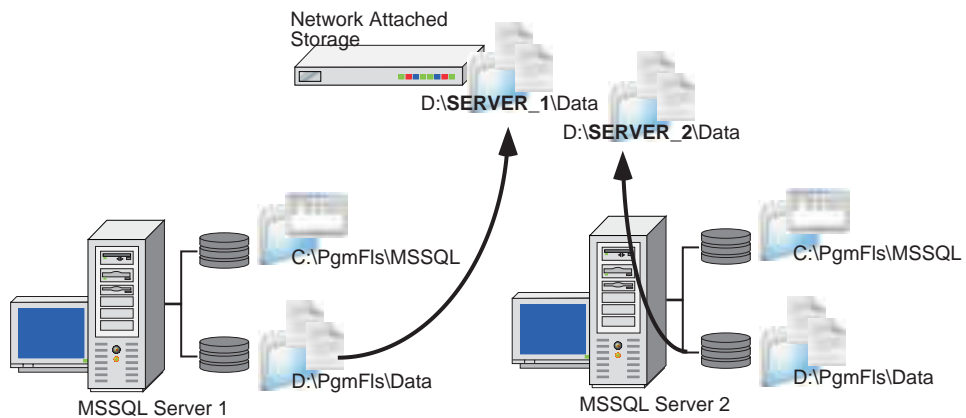 Network Attached
Storage
D:\SERVER_1\Data
D:\SERVER_2\Data
C:\PgmFls\MSSQL
C:\PgmFls\MSSQL
D:\PgmFls\Data
D:\PgmFls\Data
MSSQL Server 1
MSSQL Server 2